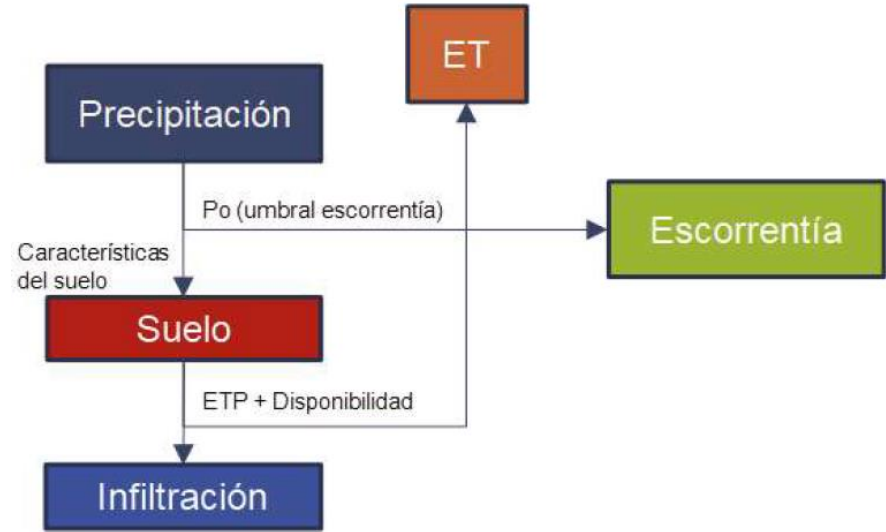 ET
Precipitación
Po (umbral escorrentía)
Escorrentía
Características
del suelo
Suelo
ETP + Disponibilidad
Infiltración